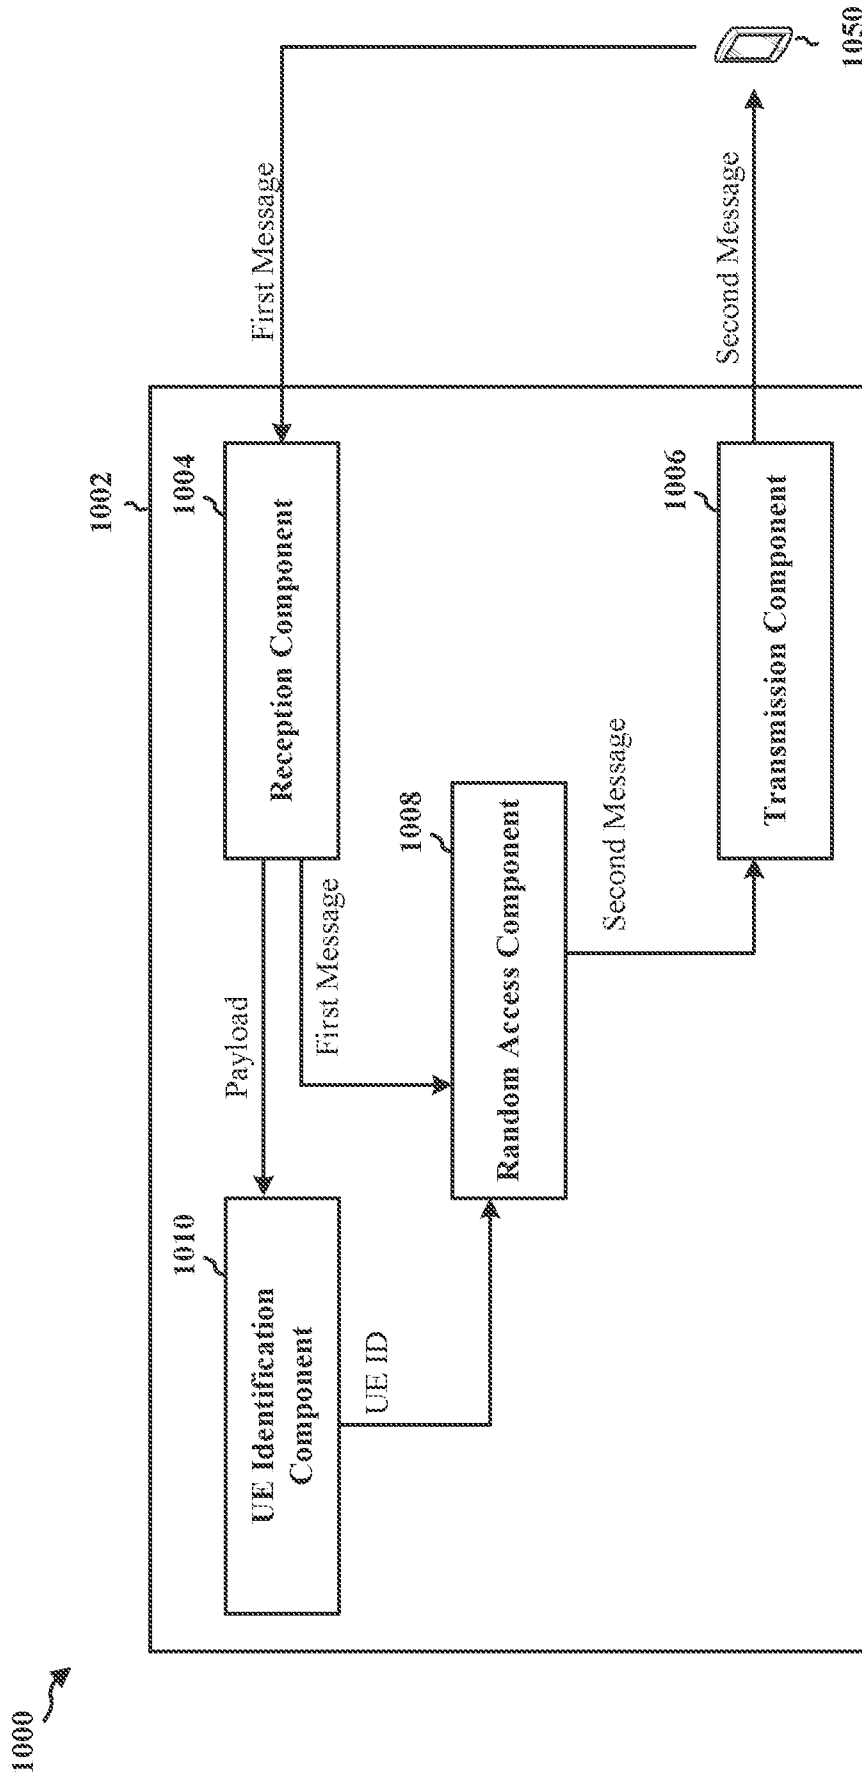 1000
1002
1010
UE Identification
Component
Payload
1004
Reception Component
First Message
First Message
UE ID
1008
Random Access Component
Second Message
1006
Transmission Component
Second Message
1050